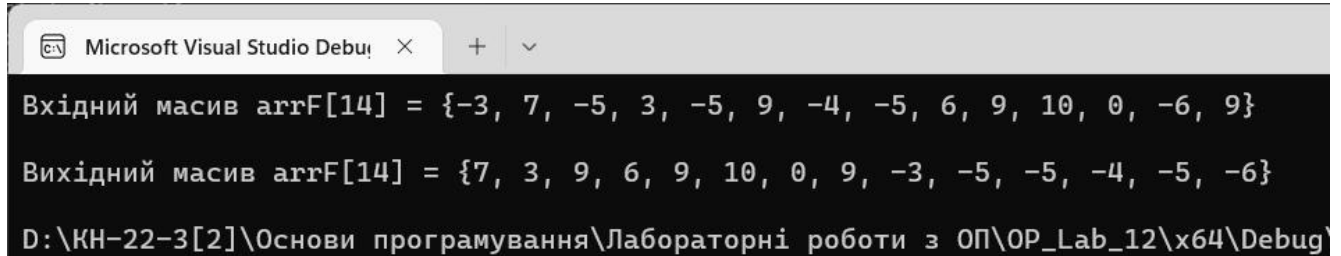 Microsoft Visual Studio Debu
Вхідний масив arrF[14] = {-3, 7, -5, 3, -5, 9, -4, -5, 6, 9, 10, 0, -6, 9}
Вихідний масив arrF[14] = {7, 3, 9, 6, 9, 10, 0, 9, -3, -5, -5, -4, -5, -6}
D:\КН-22-3[2]\Основи програмування\Лабораторні роботи з ОП\OP_Lab_12\x64\Debug\